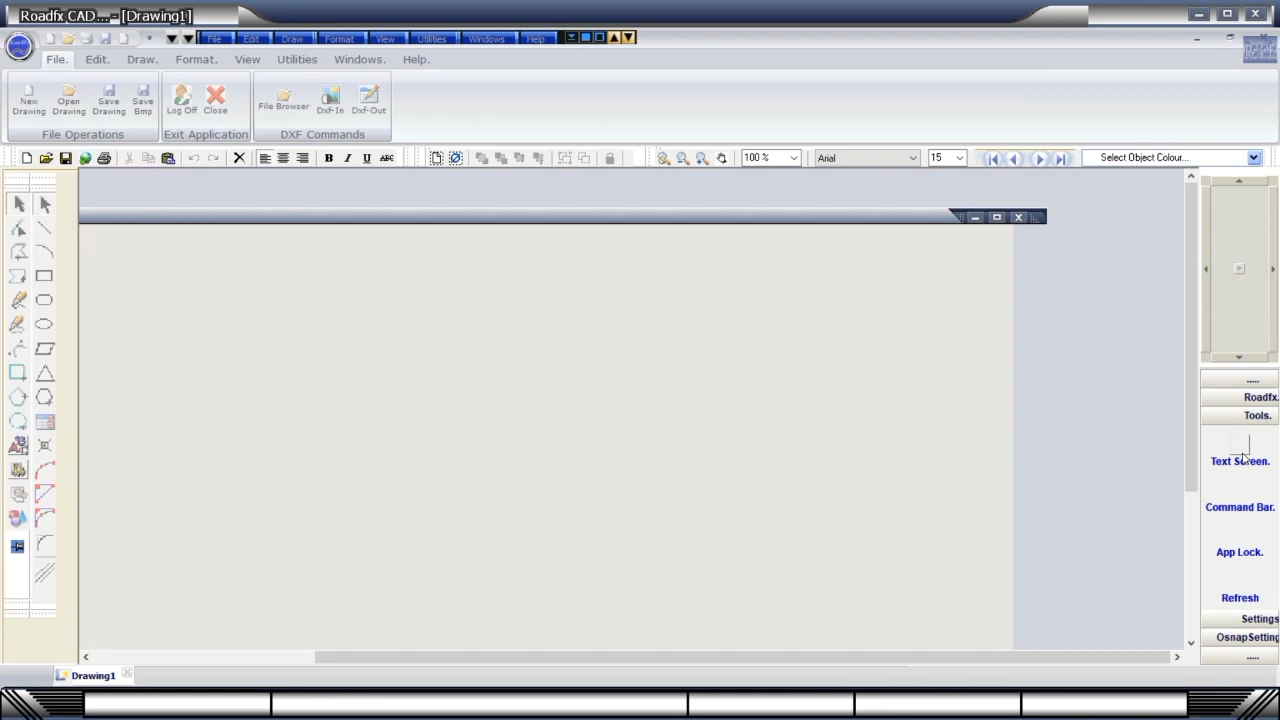 Roadfx CAD... - [Drawing1]
File Edit Draw Format View Utilities Windows Help
File. Edit. Draw. Format. View Utilities Windows. Help.
New Drawing
Open Drawing
Save Drawing
Save Bmp
File Operations
Log Off
Close
Exit Application
File Browser
Dxf-In
Dxf-Out
DXF Commands
B I U ABC
100 %
Arial
15
Select Object Colour...
.....
Roadfx.
Tools.
Text Screen.
Command Bar.
App Lock.
Refresh
Settings
OsnapSetting
.....
Drawing1